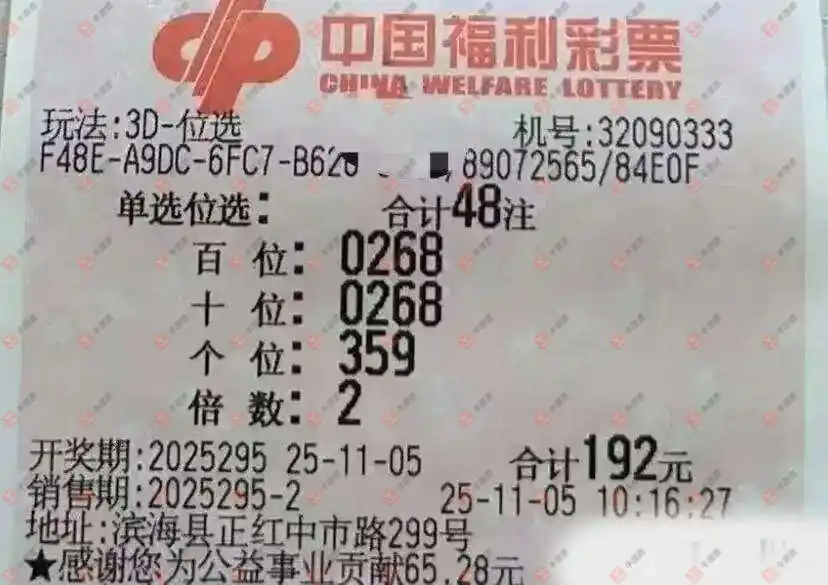 中国福利彩票
CHINA WELFARE LOTTERY
玩法:3D-位选 机号:32090333
F48E-A9DC-6FC7-B62 89072565/84E0F
单选位选: 合计48注
百 位: 0268
十 位: 0268
个 位: 359
倍 数: 2
开奖期:2025295 25-11-05 合计192元
销售期:2025295-2 25-11-05 10:16:27
地址:滨海县正红中市路299号
★感谢您为公益事业贡献65.28元